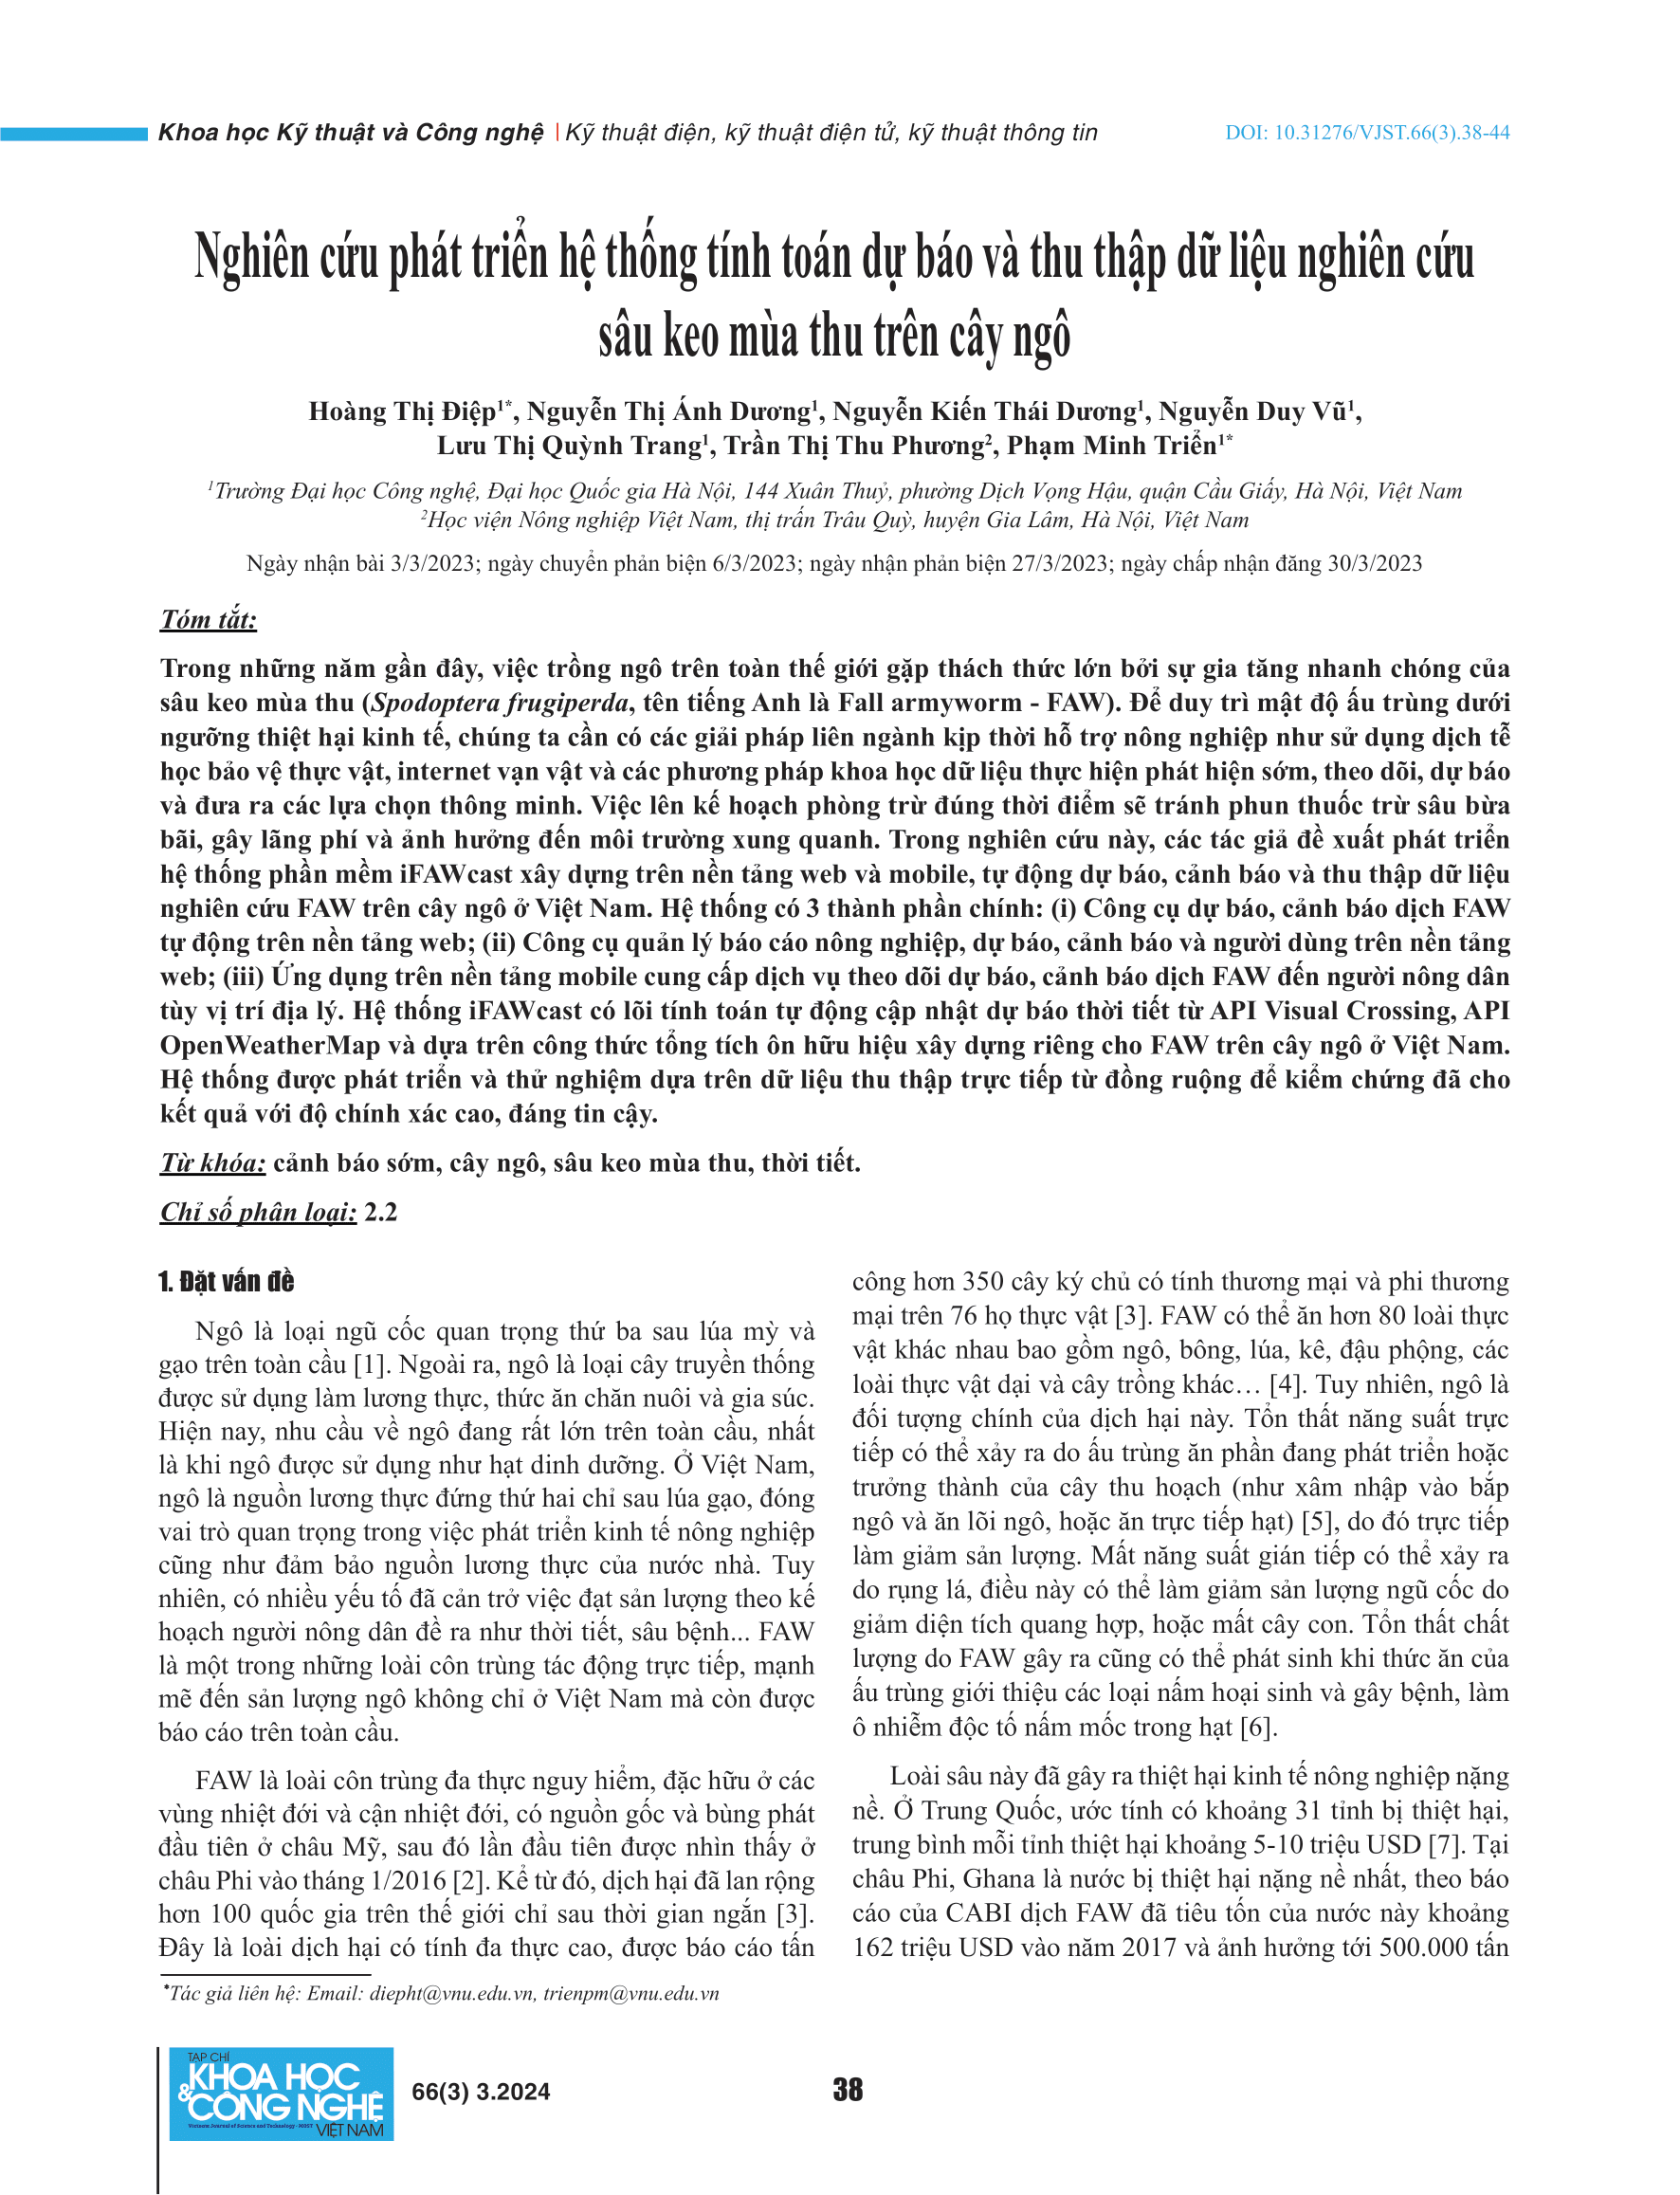 Khoa học Kỹ thuật và Công nghệ | Kỹ thuật điện, kỹ thuật điện tử, kỹ thuật thông tin
DOI: 10.31276/VJST.66(3).38-44
Nghiên cứu phát triển hệ thống tính toán dự báo và thu thập dữ liệu nghiên cứu
sâu keo mùa thu trên cây ngô
Hoàng Thị Điệp1*, Nguyễn Thị Ánh Dương1, Nguyễn Kiến Thái Dương1, Nguyễn Duy Vũ1,
Lưu Thị Quỳnh Trang1, Trần Thị Thu Phương2, Phạm Minh Triển1*
1Trường Đại học Công nghệ, Đại học Quốc gia Hà Nội, 144 Xuân Thuỷ, phường Dịch Vọng Hậu, quận Cầu Giấy, Hà Nội, Việt Nam
2Học viện Nông nghiệp Việt Nam, thị trấn Trâu Quỳ, huyện Gia Lâm, Hà Nội, Việt Nam
Ngày nhận bài 3/3/2023; ngày chuyển phản biện 6/3/2023; ngày nhận phản biện 27/3/2023; ngày chấp nhận đăng 30/3/2023
Tóm tắt:
Trong những năm gần đây, việc trồng ngô trên toàn thế giới gặp thách thức lớn bởi sự gia tăng nhanh chóng của
sâu keo mùa thu (Spodoptera frugiperda, tên tiếng Anh là Fall armyworm - FAW). Để duy trì mật độ ấu trùng dưới
ngưỡng thiệt hại kinh tế, chúng ta cần có các giải pháp liên ngành kịp thời hỗ trợ nông nghiệp như sử dụng dịch tễ
học bảo vệ thực vật, internet vạn vật và các phương pháp khoa học dữ liệu thực hiện phát hiện sớm, theo dõi, dự báo
và đưa ra các lựa chọn thông minh. Việc lên kế hoạch phòng trừ đúng thời điểm sẽ tránh phun thuốc trừ sâu bừa
bãi, gây lãng phí và ảnh hưởng đến môi trường xung quanh. Trong nghiên cứu này, các tác giả đề xuất phát triển
hệ thống phần mềm iFAWcast xây dựng trên nền tảng web và mobile, tự động dự báo, cảnh báo và thu thập dữ liệu
nghiên cứu FAW trên cây ngô ở Việt Nam. Hệ thống có 3 thành phần chính: (i) Công cụ dự báo, cảnh báo dịch FAW
tự động trên nền tảng web; (ii) Công cụ quản lý báo cáo nông nghiệp, dự báo, cảnh báo và người dùng trên nền tảng
web; (iii) Ứng dụng trên nền tảng mobile cung cấp dịch vụ theo dõi dự báo, cảnh báo dịch FAW đến người nông dân
tùy vị trí địa lý. Hệ thống iFAWcast có lõi tính toán tự động cập nhật dự báo thời tiết từ API Visual Crossing, API
OpenWeatherMap và dựa trên công thức tổng tích ôn hữu hiệu xây dựng riêng cho FAW trên cây ngô ở Việt Nam.
Hệ thống được phát triển và thử nghiệm dựa trên dữ liệu thu thập trực tiếp từ đồng ruộng để kiểm chứng đã cho
kết quả với độ chính xác cao, đáng tin cậy.
Từ khóa: cảnh báo sớm, cây ngô, sâu keo mùa thu, thời tiết.
Chỉ số phân loại: 2.2
1. Đặt vấn đề
Ngô là loại ngũ cốc quan trọng thứ ba sau lúa mỳ và
gạo trên toàn cầu [1]. Ngoài ra, ngô là loại cây truyền thống
được sử dụng làm lương thực, thức ăn chăn nuôi và gia súc.
Hiện nay, nhu cầu về ngô đang rất lớn trên toàn cầu, nhất
là khi ngô được sử dụng như hạt dinh dưỡng. Ở Việt Nam,
ngô là nguồn lương thực đứng thứ hai chỉ sau lúa gạo, đóng
vai trò quan trọng trong việc phát triển kinh tế nông nghiệp
cũng như đảm bảo nguồn lương thực của nước nhà. Tuy
nhiên, có nhiều yếu tố đã cản trở việc đạt sản lượng theo kế
hoạch người nông dân đề ra như thời tiết, sâu bệnh... FAW
là một trong những loài côn trùng tác động trực tiếp, mạnh
mẽ đến sản lượng ngô không chỉ ở Việt Nam mà còn được
báo cáo trên toàn cầu.
FAW là loài côn trùng đa thực nguy hiểm, đặc hữu ở các
vùng nhiệt đới và cận nhiệt đới, có nguồn gốc và bùng phát
đầu tiên ở châu Mỹ, sau đó lần đầu tiên được nhìn thấy ở
châu Phi vào tháng 1/2016 [2]. Kể từ đó, dịch hại đã lan rộng
hơn 100 quốc gia trên thế giới chỉ sau thời gian ngắn [3].
Đây là loài dịch hại có tính đa thực cao, được báo cáo tấn
công hơn 350 cây ký chủ có tính thương mại và phi thương
mại trên 76 họ thực vật [3]. FAW có thể ăn hơn 80 loài thực
vật khác nhau bao gồm ngô, bông, lúa, kê, đậu phộng, các
loài thực vật dại và cây trồng khác… [4]. Tuy nhiên, ngô là
đối tượng chính của dịch hại này. Tổn thất năng suất trực
tiếp có thể xảy ra do ấu trùng ăn phần đang phát triển hoặc
trưởng thành của cây thu hoạch (như xâm nhập vào bắp
ngô và ăn lõi ngô, hoặc ăn trực tiếp hạt) [5], do đó trực tiếp
làm giảm sản lượng. Mất năng suất gián tiếp có thể xảy ra
do rụng lá, điều này có thể làm giảm sản lượng ngũ cốc do
giảm diện tích quang hợp, hoặc mất cây con. Tổn thất chất
lượng do FAW gây ra cũng có thể phát sinh khi thức ăn của
ấu trùng giới thiệu các loại nấm hoại sinh và gây bệnh, làm
ô nhiễm độc tố nấm mốc trong hạt [6].
Loài sâu này đã gây ra thiệt hại kinh tế nông nghiệp nặng
nề. Ở Trung Quốc, ước tính có khoảng 31 tỉnh bị thiệt hại,
trung bình mỗi tỉnh thiệt hại khoảng 5-10 triệu USD [7]. Tại
châu Phi, Ghana là nước bị thiệt hại nặng nề nhất, theo báo
cáo của CABI dịch FAW đã tiêu tốn của nước này khoảng
162 triệu USD vào năm 2017 và ảnh hưởng tới 500.000 tấn
*Tác giả liên hệ: Email: diepht@vnu.edu.vn, trienpm@vnu.edu.vn
TẠP CHÍ
KHOA HỌC
&CÔNG NGHỆ
Vietnam Journal of Science and Technology - MOST
VIỆT NAM
66(3) 3.2024
38